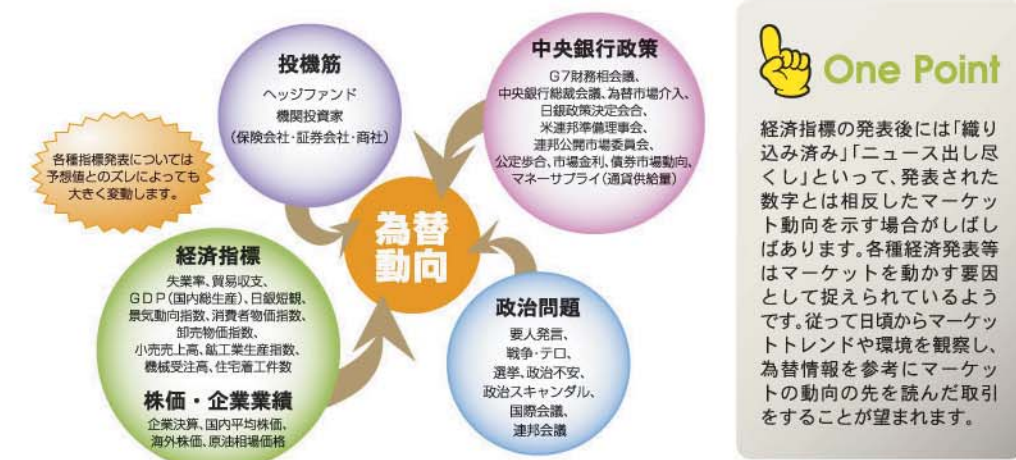 投機筋
ヘッジファンド
機関投資家
(保険会社・証券会社・商社)
中央銀行政策
G7財務相会議、
中央銀行総裁会議、為替市場介入、
日銀政策決定会合、
米連邦準備理事会、
連邦公開市場委員会、
公定歩合、市場金利、債券市場動向、
マネーサプライ(通貨供給量)
各種指標発表については
予想値とのズレによっても
大きく変動します。
為替
動向
経済指標
失業率、貿易収支、
GDP(国内総生産)、日銀短観、
景気動向指数、消費者物価指数、
卸売物価指数、
小売売上高、鉱工業生産指数、
機械受注高、住宅着工件数
株価・企業業績
企業決算、国内平均株価、
海外株価、原油相場価格
政治問題
要人発言、
戦争・テロ、
選挙、政治不安、
政治スキャンダル、
国際会議、
連邦会議
One Point
経済指標の発表後には「織り
込み済み」「ニュース出し尽
くし」といって、発表された
数字とは相反したマーケッ
ト動向を示す場合がしばし
ばあります。各種経済発表等
はマーケットを動かす要因
として捉えられているよう
です。従って日頃からマーケッ
トトレンドや環境を観察し、
為替情報を参考にマーケッ
トの動向の先を読んだ取引
をすることが望まれます。